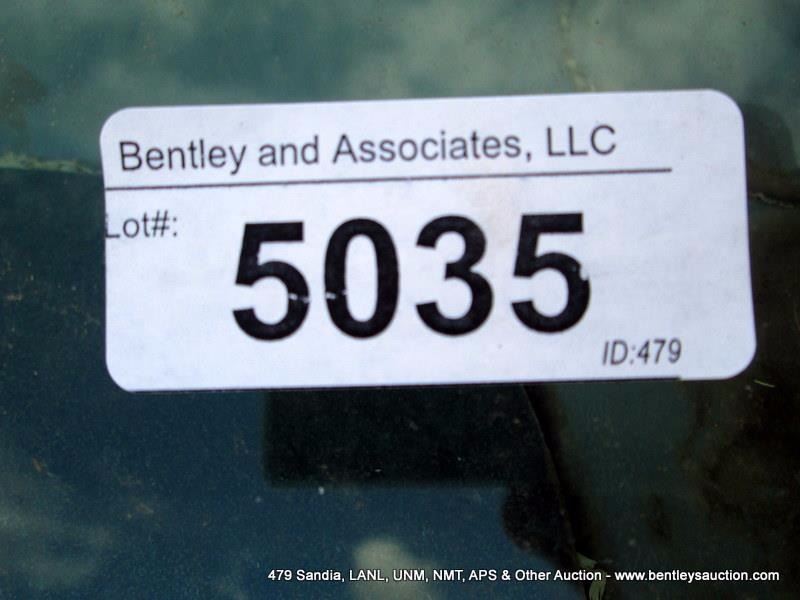 Bentley and Associates, LLC
Lot#:
5035
ID:479
479 Sandia, LANL, UNM, NMT, APS & Other Auction - www.bentleysauction.com